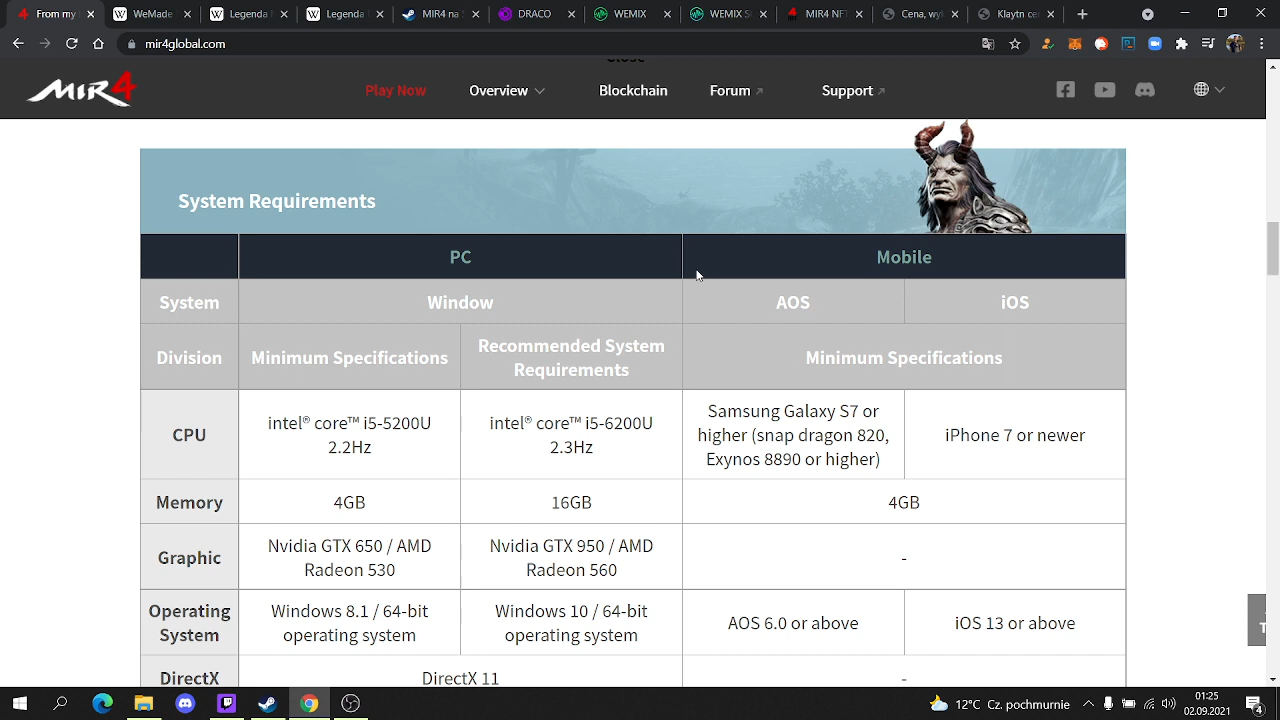 From my
WeMade
Legenda
Legend
MIR4 na
DRACO
WEMIX
WEMIX S
MIR4 NFT
Cena, wyk
Klaytn cen
mir4global.com
Close
MIR4
Play Now
Overview
Blockchain
Forum
Support
System Requirements
PC
Mobile
System
Window
AOS
iOS
Division
Minimum Specifications
Recommended System
Requirements
Minimum Specifications
CPU
intel® core™ i5-5200U
2.2Hz
intel® core™ i5-6200U
2.3Hz
Samsung Galaxy S7 or
higher (snap dragon 820,
Exynos 8890 or higher)
iPhone 7 or newer
Memory
4GB
16GB
4GB
Graphic
Nvidia GTX 650 / AMD
Radeon 530
Nvidia GTX 950 / AMD
Radeon 560
-
Operating
System
Windows 8.1 / 64-bit
operating system
Windows 10 / 64-bit
operating system
AOS 6.0 or above
iOS 13 or above
DirectX
DirectX 11
-
12°C Cz. pochmurnie
01:25
02.09.2021